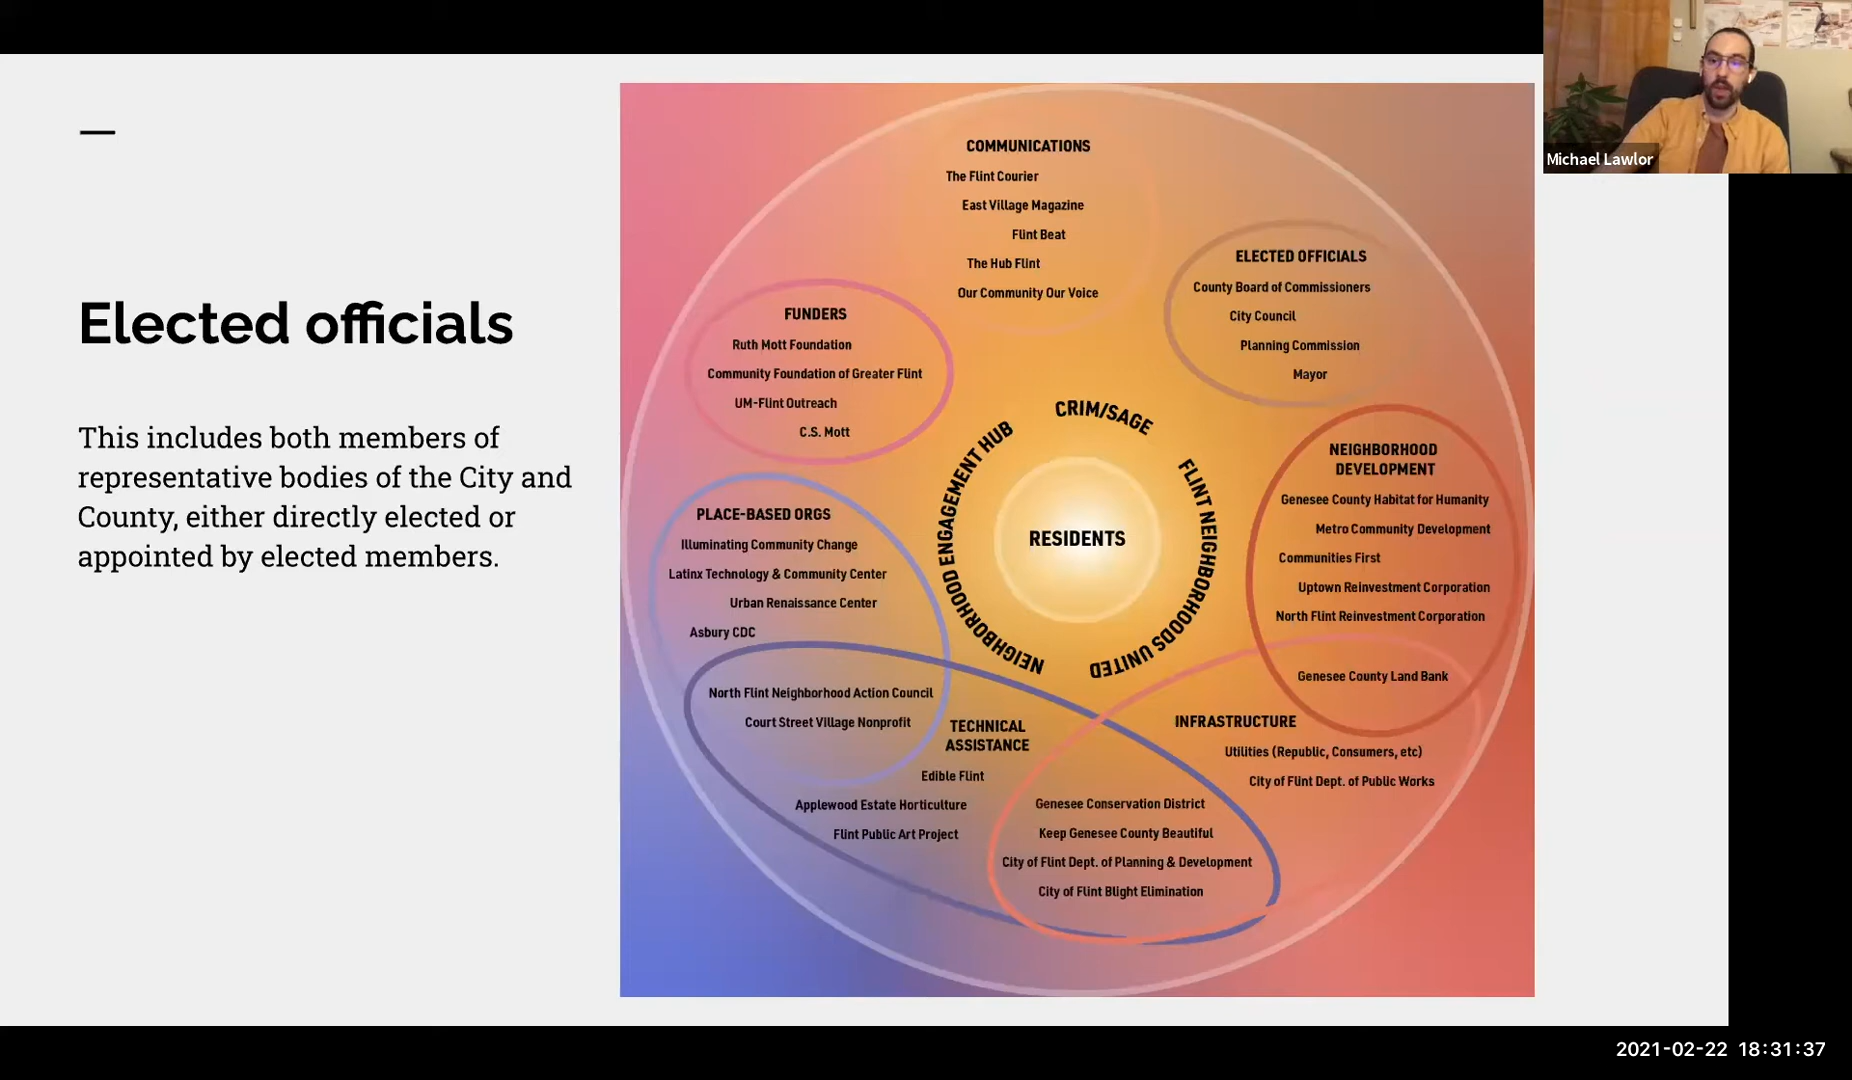 Elected officials
This includes both members of
representative bodies of the City and
County, either directly elected or
appointed by elected members.
COMMUNICATIONS
The Flint Courier
East Village Magazine
Flint Beat
The Hub Flint
Our Community Our Voice
ELECTED OFFICIALS
County Board of Commissioners
City Council
Planning Commission
Mayor
FUNDERS
Ruth Mott Foundation
Community Foundation of Greater Flint
UM-Flint Outreach
C.S. Mott
CRIM/SAGE
NEIGHBORHOOD ENGAGEMENT HUB
FLINT NEIGHBORHOODS UNITED
RESIDENTS
NEIGHBORHOOD
DEVELOPMENT
Genesee County Habitat for Humanity
Metro Community Development
Communities First
Uptown Reinvestment Corporation
North Flint Reinvestment Corporation
Genesee County Land Bank
PLACE-BASED ORGS
Illuminating Community Change
Latinx Technology & Community Center
Urban Renaissance Center
Asbury CDC
North Flint Neighborhood Action Council
Court Street Village Nonprofit
TECHNICAL
ASSISTANCE
Edible Flint
Applewood Estate Horticulture
Flint Public Art Project
INFRASTRUCTURE
Utilities (Republic, Consumers, etc)
City of Flint Dept. of Public Works
Genesee Conservation District
Keep Genesee County Beautiful
City of Flint Dept. of Planning & Development
City of Flint Blight Elimination
Michael Lawlor
2021-02-22 18:31:37